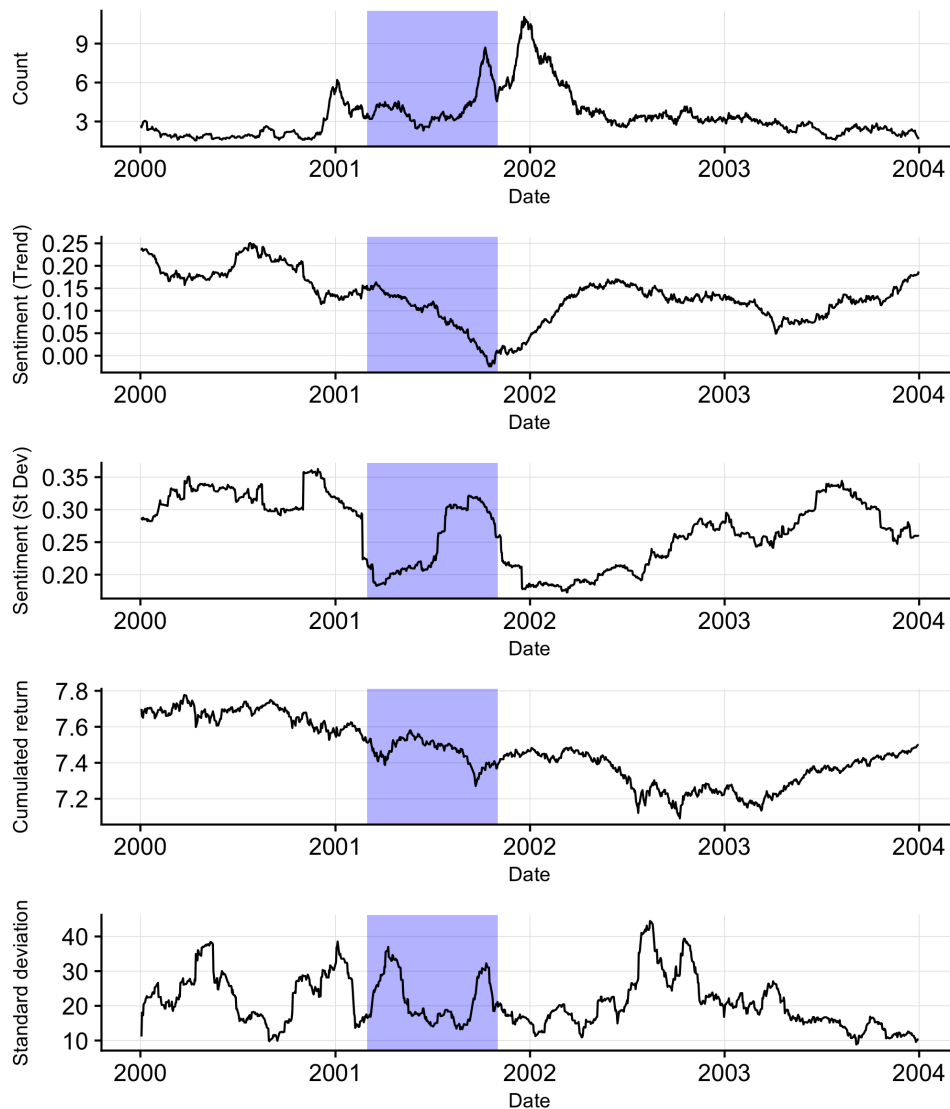 Count
9
6
3
2000 2001 2002 2003 2004
Date
Sentiment (Trend)
0.25
0.20
0.15
0.10
0.05
0.00
2000 2001 2002 2003 2004
Date
Sentiment (St Dev)
0.35
0.30
0.25
0.20
2000 2001 2002 2003 2004
Date
Cumulated return
7.8
7.6
7.4
7.2
2000 2001 2002 2003 2004
Date
Standard deviation
40
30
20
10
2000 2001 2002 2003 2004
Date